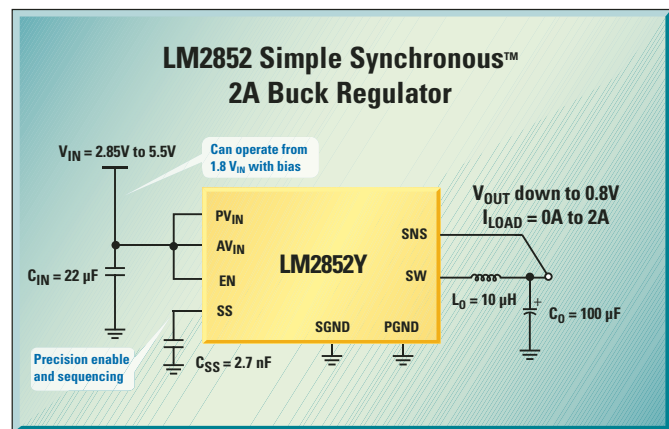 LM2852 Simple Synchronous™
2A Buck Regulator
VIN = 2.85V to 5.5V
Can operate from
1.8 VIN with bias
VOUT down to 0.8V
ILOAD = 0A to 2A
PVIN
AVIN
EN
SS
LM2852Y
SNS
SW
SGND
PGND
CIN = 22 µF
LO = 10 µH
+
CO = 100 µF
Precision enable
and sequencing
CSS = 2.7 nF